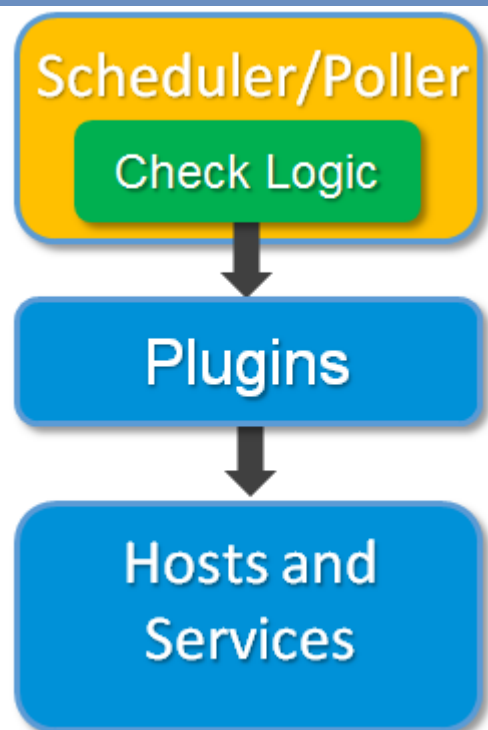 Scheduler/Poller
Check Logic
Plugins
Hosts and
Services